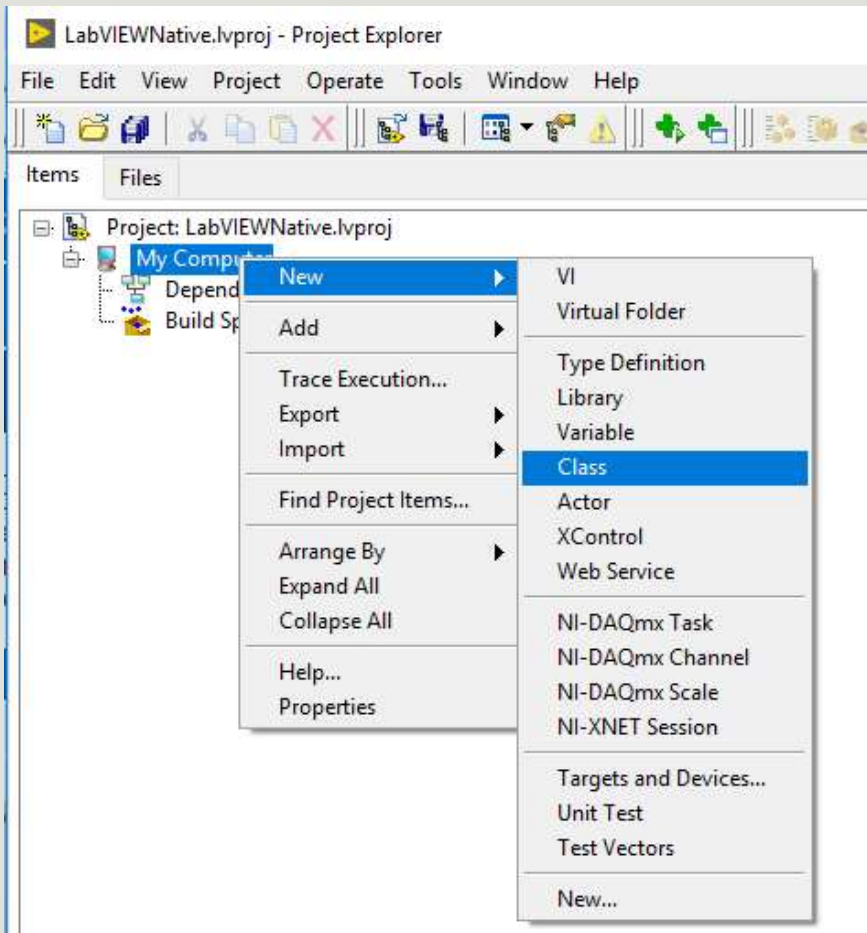 LabVIEWNative.lvproj - Project Explorer
File Edit View Project Operate Tools Window Help
Items Files
Project: LabVIEWNative.lvproj
My Computer
Depend
Build Sp
New
Add
Trace Execution...
Export
Import
Find Project Items...
Arrange By
Expand All
Collapse All
Help...
Properties
VI
Virtual Folder
Type Definition
Library
Variable
Class
Actor
XControl
Web Service
NI-DAQmx Task
NI-DAQmx Channel
NI-DAQmx Scale
NI-XNET Session
Targets and Devices...
Unit Test
Test Vectors
New...